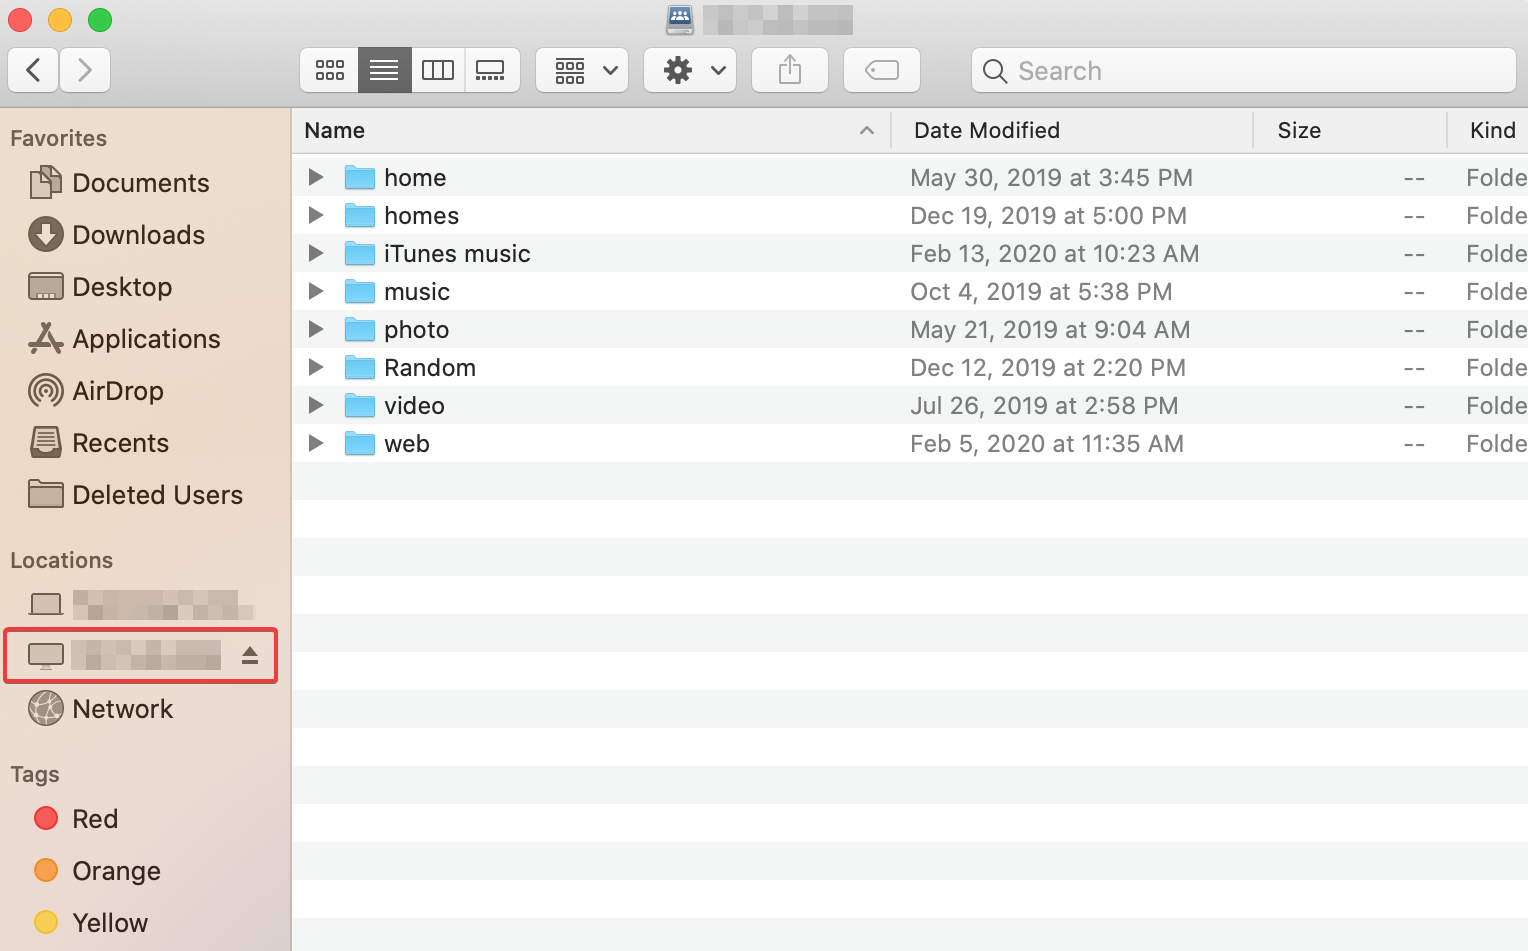 Search
Favorites
Documents
Downloads
Desktop
Applications
AirDrop
Recents
Deleted Users
Locations
Network
Tags
Red
Orange
Yellow
Name Date Modified Size Kind
home May 30, 2019 at 3:45 PM -- Folde
homes Dec 19, 2019 at 5:00 PM -- Folde
iTunes music Feb 13, 2020 at 10:23 AM -- Folde
music Oct 4, 2019 at 5:38 PM -- Folde
photo May 21, 2019 at 9:04 AM -- Folde
Random Dec 12, 2019 at 2:20 PM -- Folde
video Jul 26, 2019 at 2:58 PM -- Folde
web Feb 5, 2020 at 11:35 AM -- Folde